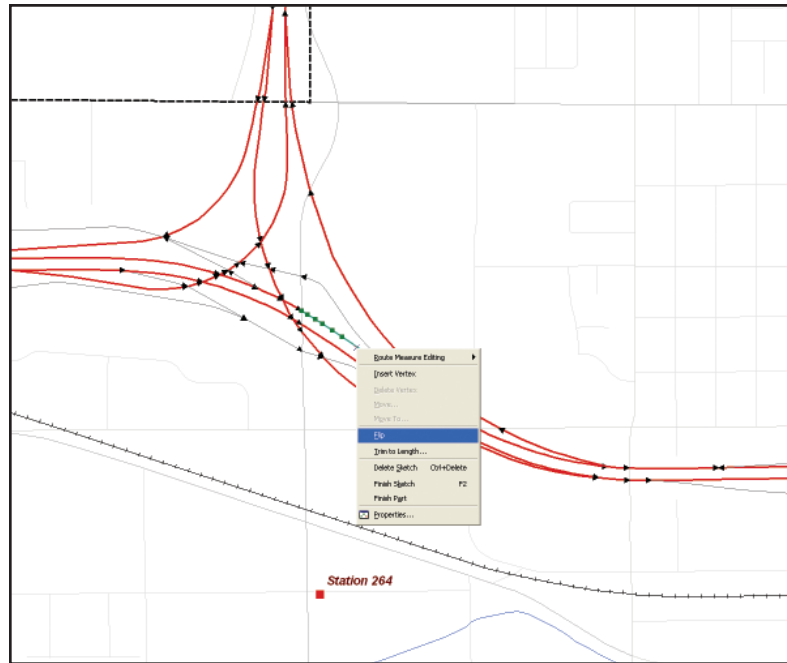 Route Measure Editing
Insert Vertex
Delete Vertex
Move...
Move To...
Flip
Trim to Length...
Delete Sketch Ctrl+Delete
Finish Sketch F2
Finish Part
Properties...
Station 264